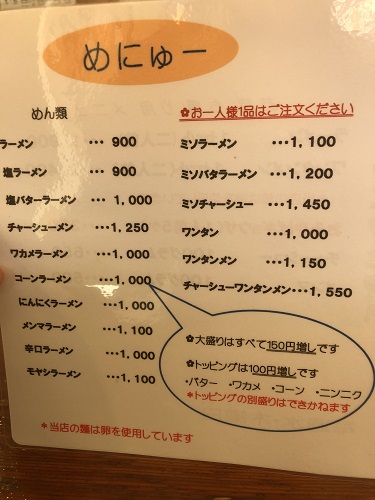 めにゅー
めん類
ラーメン ··· 900
塩ラーメン ··· 900
塩バターラーメン ··· 1,000
チャーシューメン ···1,250
ワカメラーメン ···1,000
コーンラーメン ···1,000
にんにくラーメン ···1,000
メンマラーメン ···1,100
辛口ラーメン ···1,000
モヤシラーメン ···1,100
*当店の麺は卵を使用しています
✿お一人様1品はご注文ください
ミソラーメン ···1,100
ミソバタラーメン ···1,200
ミソチャーシュー ···1,450
ワンタン ···1,000
ワンタンメン ···1,150
チャーシューワンタンメン···1,550
✿大盛りはすべて150円増しです
✿トッピングは100円増しです
・バター ・ワカメ ・コーン ・ニンニク
*トッピングの別盛りはできかねます